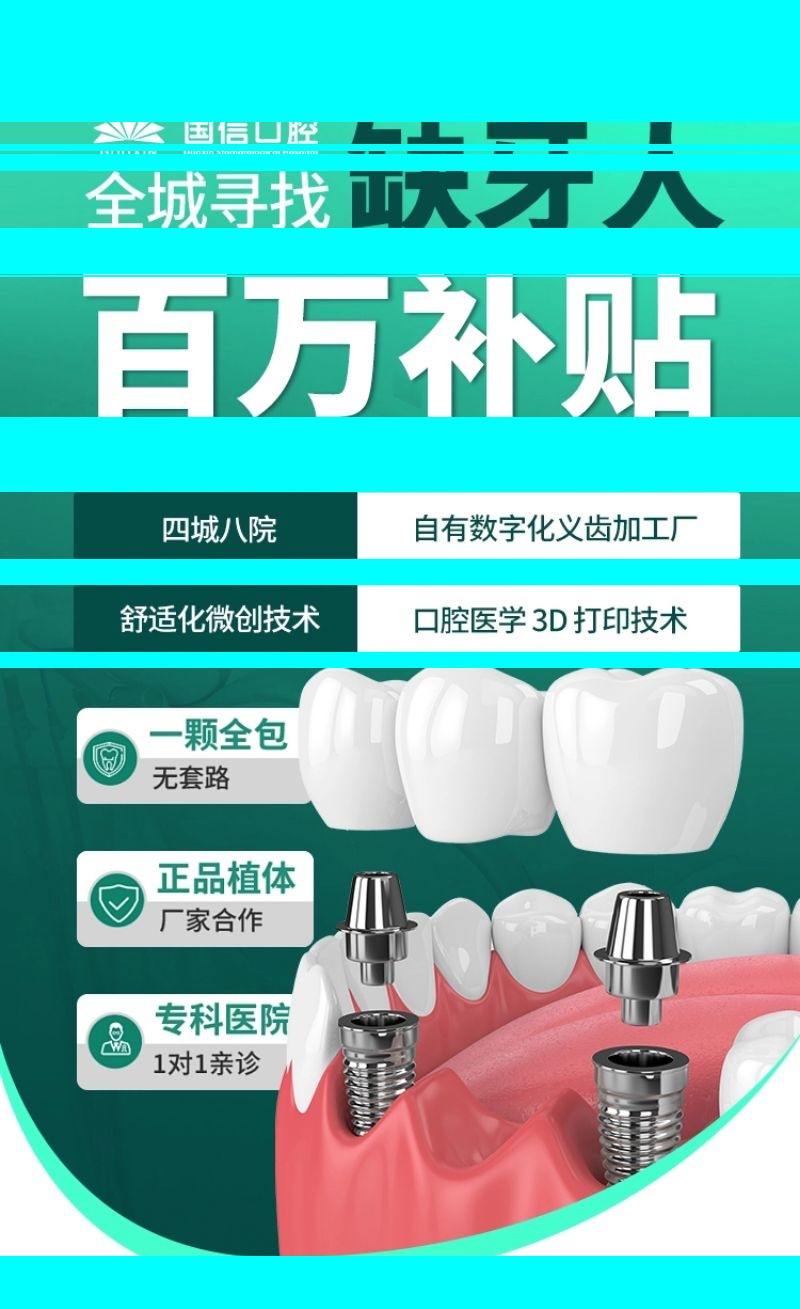 国信口腔
全城寻找 缺牙人
百万补贴
四城八院 自有数字化义齿加工厂
舒适化微创技术 口腔医学 3D 打印技术
一颗全包
无套路
正品植体
厂家合作
专科医院
1对1亲诊